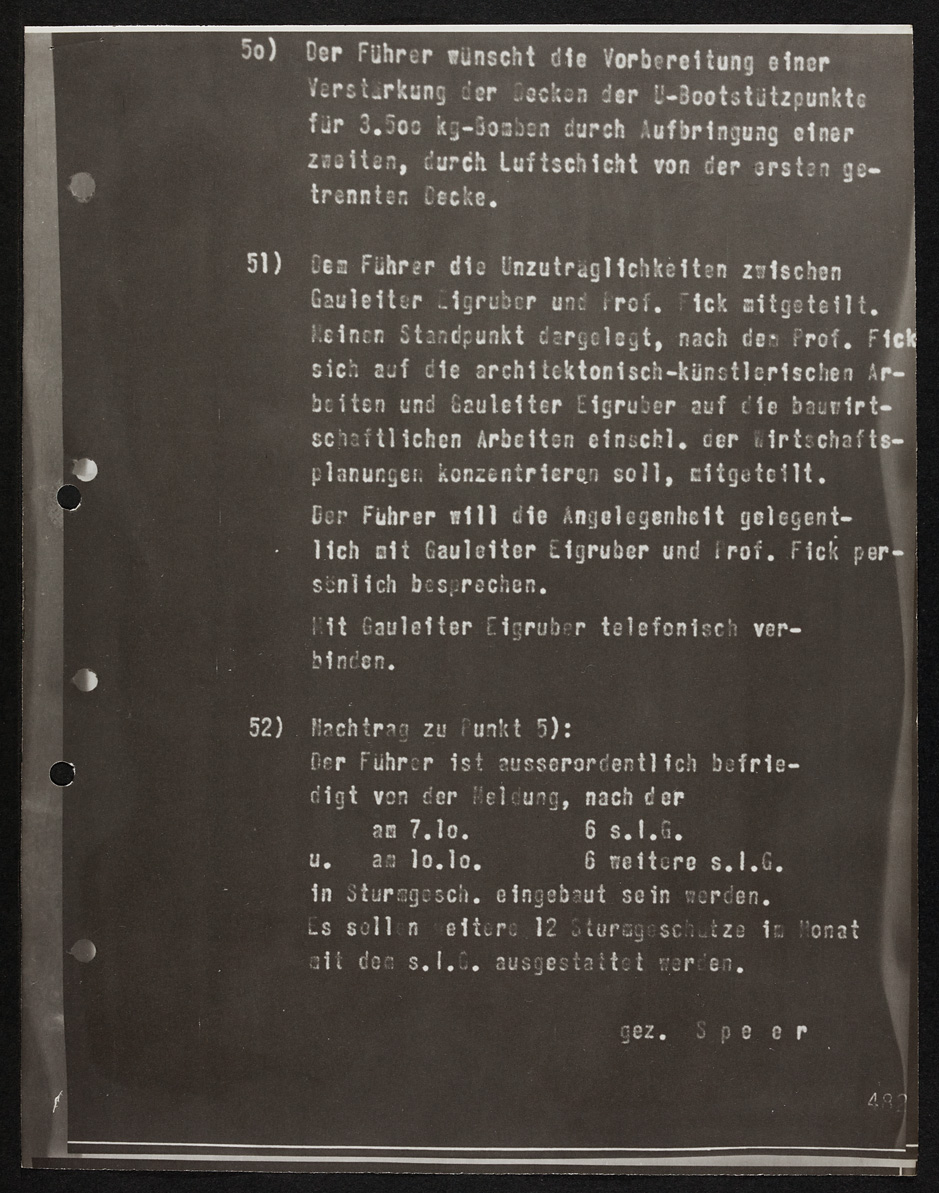 5o) Der Führer wünscht die Vorbereitung einer
Verstärkung der Decken der U-Bootstützpunkte
für 3.5oo kg-Bomben durch Aufbringung einer
zweiten, durch Luftschicht von der ersten ge-
trennten Decke.
51) Dem Führer die Unzuträglichkeiten zwischen
Gauleiter Eigruber und Prof. Fick mitgeteilt.
Meinen Standpunkt dargelegt, nach dem Prof. Fick
sich auf die architektonisch-künstlerischen Ar-
beiten und Gauleiter Eigruber auf die bauwirt-
schaftlichen Arbeiten einschl. der Wirtschafts-
planungen konzentrieren soll, mitgeteilt.
Der Führer will die Angelegenheit gelegent-
lich mit Gauleiter Eigruber und Prof. Fick per-
sönlich besprechen.
Mit Gauleiter Eigruber telefonisch ver-
binden.
52) Nachtrag zu Punkt 5):
Der Führer ist ausserordentlich befrie-
digt von der Meldung, nach der
am 7.lo. 6 s.I.G.
u. am lo.lo. 6 weitere s.I.G.
in Sturmgesch. eingebaut sein werden.
Es sollen weitere 12 Sturmgeschütze im Monat
mit dem s.I.G. ausgestattet werden.
gez. S p e e r